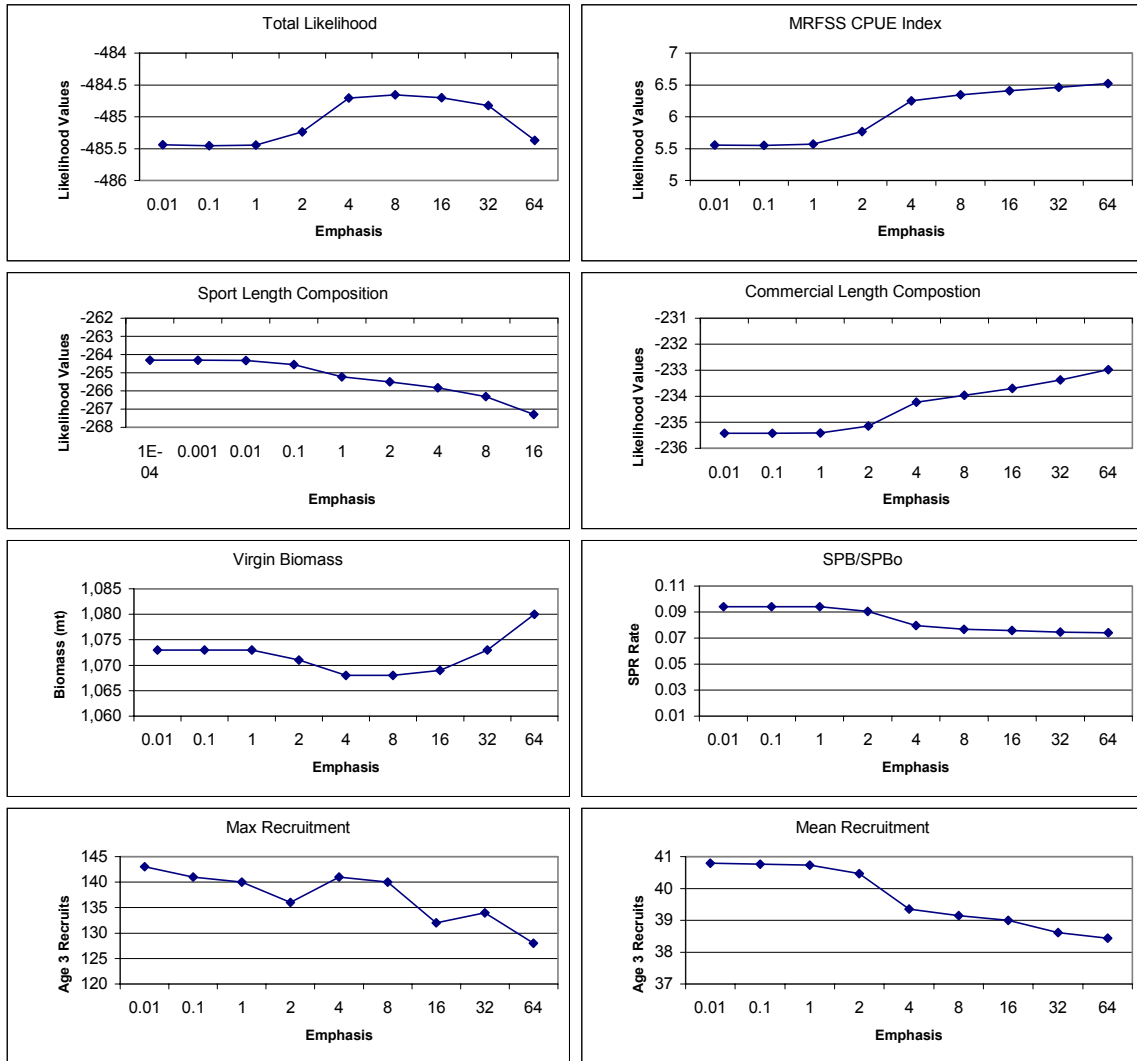 Total Likelihood
-484
-484.5
-485
-485.5
-486
Likelihood Values
0.01 0.1 1 2 4 8 16 32 64
Emphasis
MRFSS CPUE Index
7
6.5
6
5.5
5
Likelihood Values
0.01 0.1 1 2 4 8 16 32 64
Emphasis
Sport Length Composition
-262
-263
-264
-265
-266
-267
-268
Likelihood Values
1E-04 0.001 0.01 0.1 1 2 4 8 16
Emphasis
Commercial Length Compostion
-231
-232
-233
-234
-235
-236
Likelihood Values
0.01 0.1 1 2 4 8 16 32 64
Emphasis
Virgin Biomass
1,085
1,080
1,075
1,070
1,065
1,060
Biomass (mt)
0.01 0.1 1 2 4 8 16 32 64
Emphasis
SPB/SPBo
0.11
0.09
0.07
0.05
0.03
0.01
SPR Rate
0.01 0.1 1 2 4 8 16 32 64
Emphasis
Max Recruitment
145
140
135
130
125
120
Age 3 Recruits
0.01 0.1 1 2 4 8 16 32 64
Emphasis
Mean Recruitment
41
40
39
38
37
Age 3 Recruits
0.01 0.1 1 2 4 8 16 32 64
Emphasis